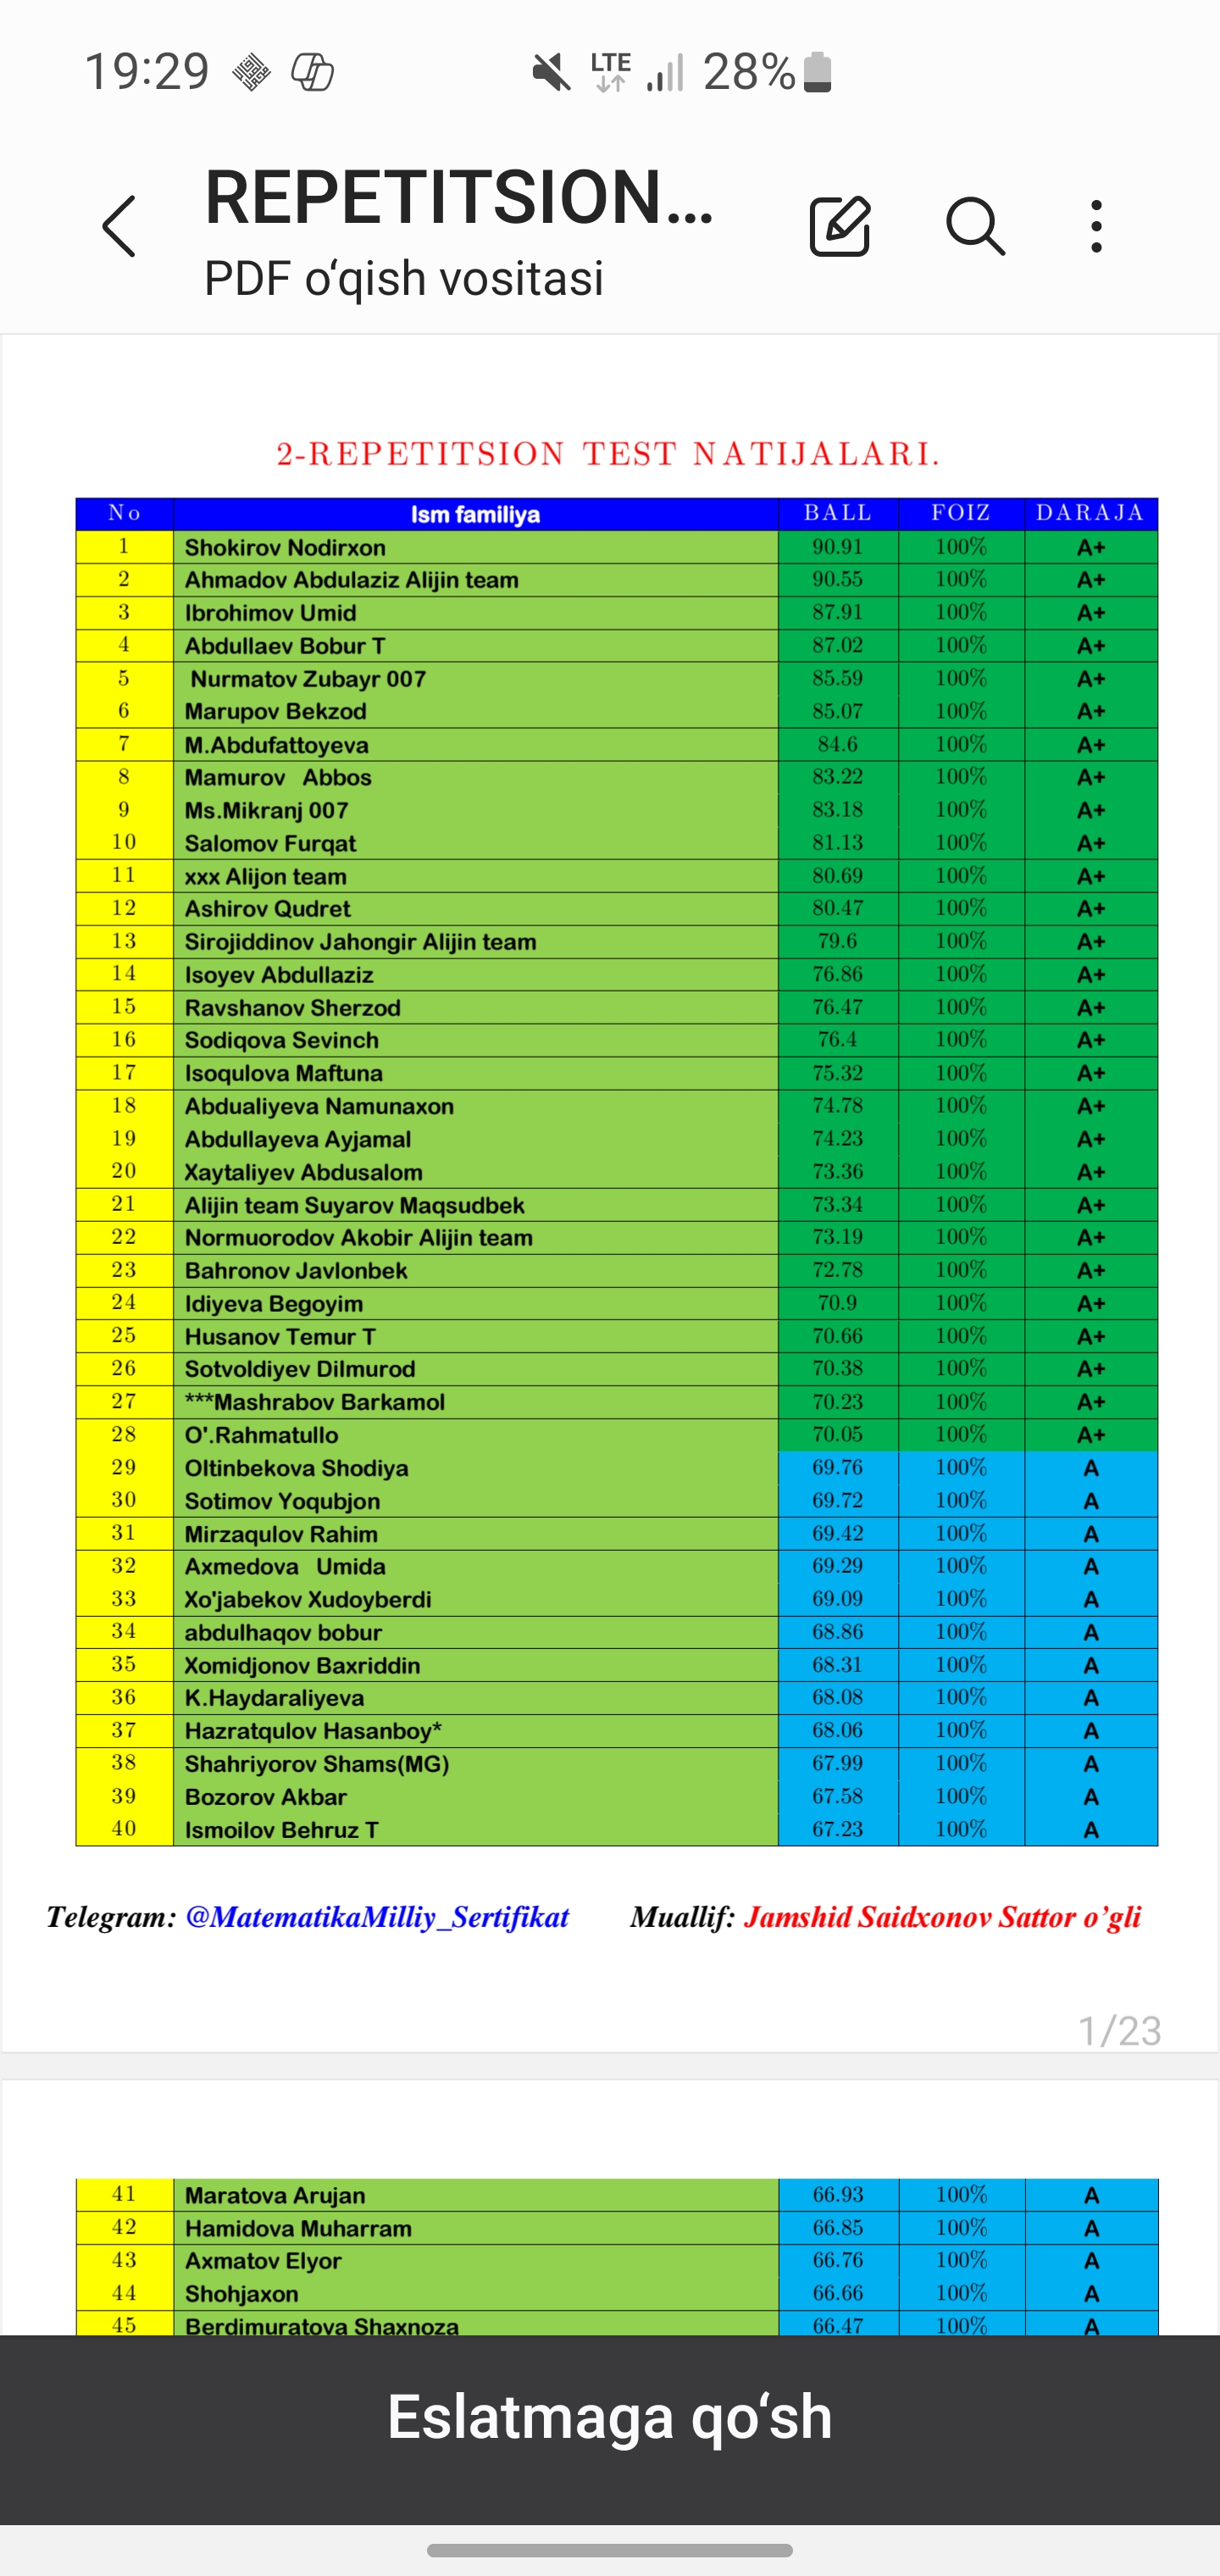 19:29 LTE 28%
REPETITSION...
PDF o‘qish vositasi
2-REPETITSION TEST NATIJALARI.
No Ism familiya BALL FOIZ DARAJA
1 Shokirov Nodirxon 90.91 100% A+
2 Ahmadov Abdulaziz Alijin team 90.55 100% A+
3 Ibrohimov Umid 87.91 100% A+
4 Abdullaev Bobur T 87.02 100% A+
5 Nurmatov Zubayr 007 85.59 100% A+
6 Marupov Bekzod 85.07 100% A+
7 M.Abdufattoyeva 84.6 100% A+
8 Mamurov Abbos 83.22 100% A+
9 Ms.Mikranj 007 83.18 100% A+
10 Salomov Furqat 81.13 100% A+
11 xxx Alijon team 80.69 100% A+
12 Ashirov Qudret 80.47 100% A+
13 Sirojiddinov Jahongir Alijin team 79.6 100% A+
14 Isoyev Abdullaziz 76.86 100% A+
15 Ravshanov Sherzod 76.47 100% A+
16 Sodiqova Sevinch 76.4 100% A+
17 Isoqulova Maftuna 75.32 100% A+
18 Abdualiyeva Namunaxon 74.78 100% A+
19 Abdullayeva Ayjamal 74.23 100% A+
20 Xaytaliyev Abdusalom 73.36 100% A+
21 Alijin team Suyarov Maqsudbek 73.34 100% A+
22 Normuorodov Akobir Alijin team 73.19 100% A+
23 Bahronov Javlonbek 72.78 100% A+
24 Idiyeva Begoyim 70.9 100% A+
25 Husanov Temur T 70.66 100% A+
26 Sotvoldiyev Dilmurod 70.38 100% A+
27 ***Mashrabov Barkamol 70.23 100% A+
28 O'.Rahmatullo 70.05 100% A+
29 Oltinbekova Shodiya 69.76 100% A
30 Sotimov Yoqubjon 69.72 100% A
31 Mirzaqulov Rahim 69.42 100% A
32 Axmedova Umida 69.29 100% A
33 Xo'jabekov Xudoyberdi 69.09 100% A
34 abdulhaqov bobur 68.86 100% A
35 Xomidjonov Baxriddin 68.31 100% A
36 K.Haydaraliyeva 68.08 100% A
37 Hazratqulov Hasanboy* 68.06 100% A
38 Shahriyorov Shams(MG) 67.99 100% A
39 Bozorov Akbar 67.58 100% A
40 Ismoilov Behruz T 67.23 100% A
Telegram: @MatematikaMilliy_Sertifikat Muallif: Jamshid Saidxonov Sattor o’gli
1/23
41 Maratova Arujan 66.93 100% A
42 Hamidova Muharram 66.85 100% A
43 Axmatov Elyor 66.76 100% A
44 Shohjaxon 66.66 100% A
45 Berdimuratova Shaxnoza 66.47 100% A
Eslatmaga qo‘sh